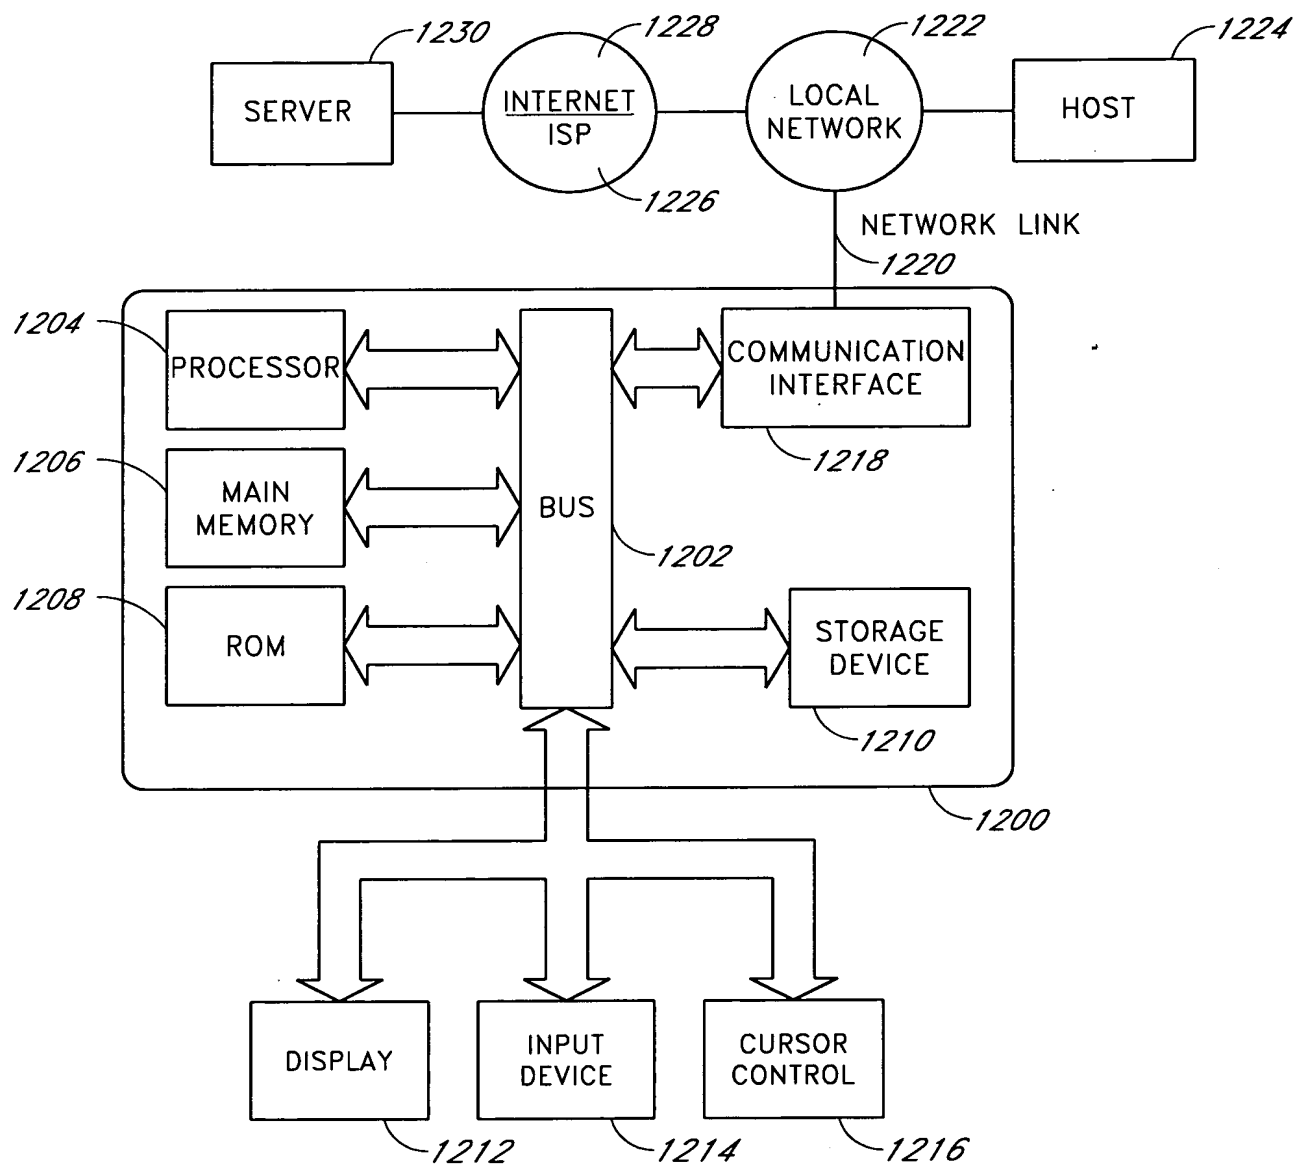 1230
1228
1222
1224
SERVER
INTERNET
ISP
LOCAL
NETWORK
HOST
1226
NETWORK LINK
1220
1204
PROCESSOR
COMMUNICATION
INTERFACE
1218
1206
MAIN
MEMORY
BUS
1202
1208
ROM
STORAGE
DEVICE
1210
1200
DISPLAY
INPUT
DEVICE
CURSOR
CONTROL
1212
1214
1216